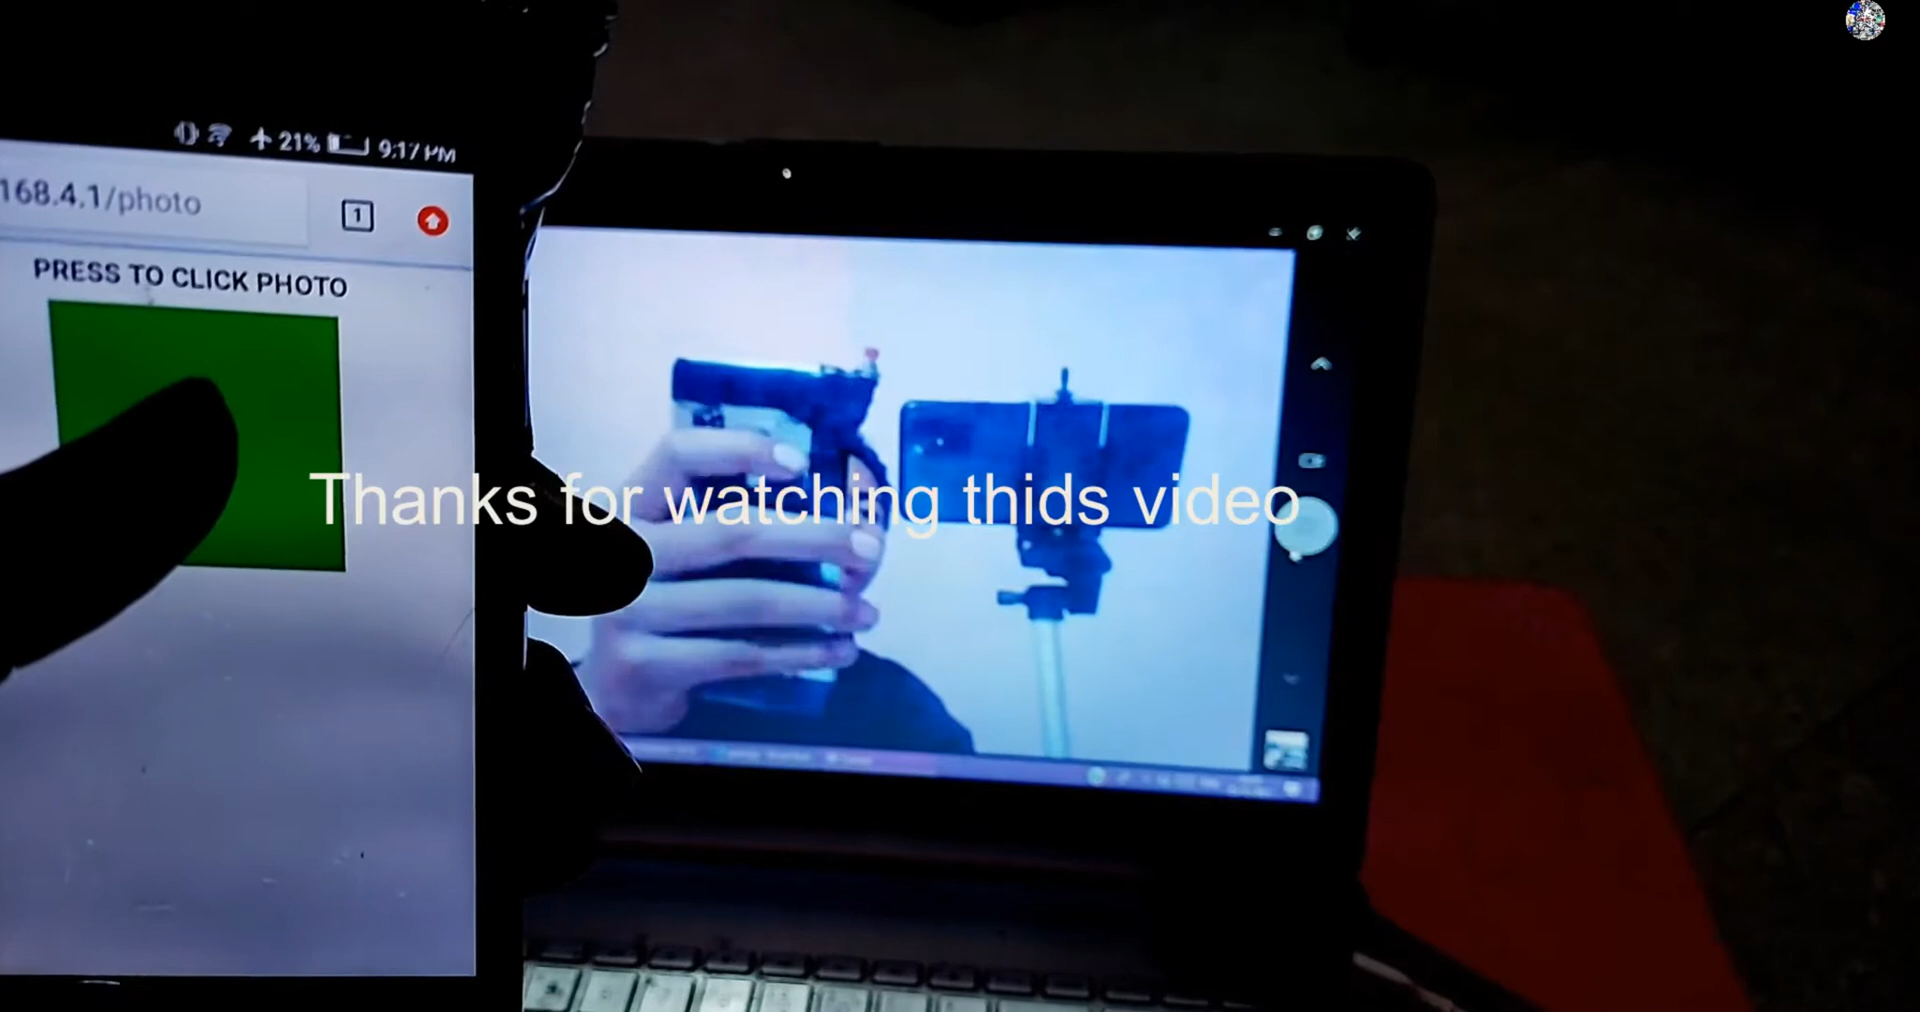 21% 9:17 PM
168.4.1/photo
1
PRESS TO CLICK PHOTO
Thanks for watching thids video